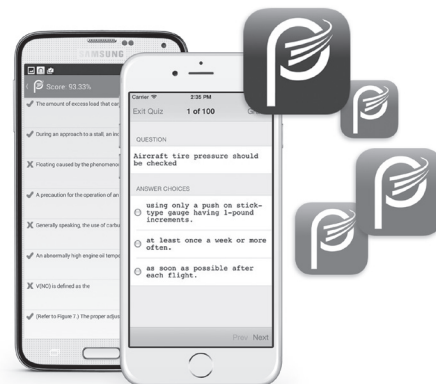 SAMSUNG
Score: 93.33%
The amount of excess load that can
During an approach to a stall, an inc
Floating caused by the phenomenon
A precaution for the operation of an
Generally speaking, the use of carbu
An abnormally high engine oil tempe
V(NO) is defined as the
(Refer to Figure 7.) The proper adjus
Carrier 2:35 PM
Exit Quiz 1 of 100
QUESTION
Aircraft tire pressure should
be checked
ANSWER CHOICES
using only a push on stick-
type gauge having 1-pound
increments.
at least once a week or more
often.
as soon as possible after
each flight.
Prev Next